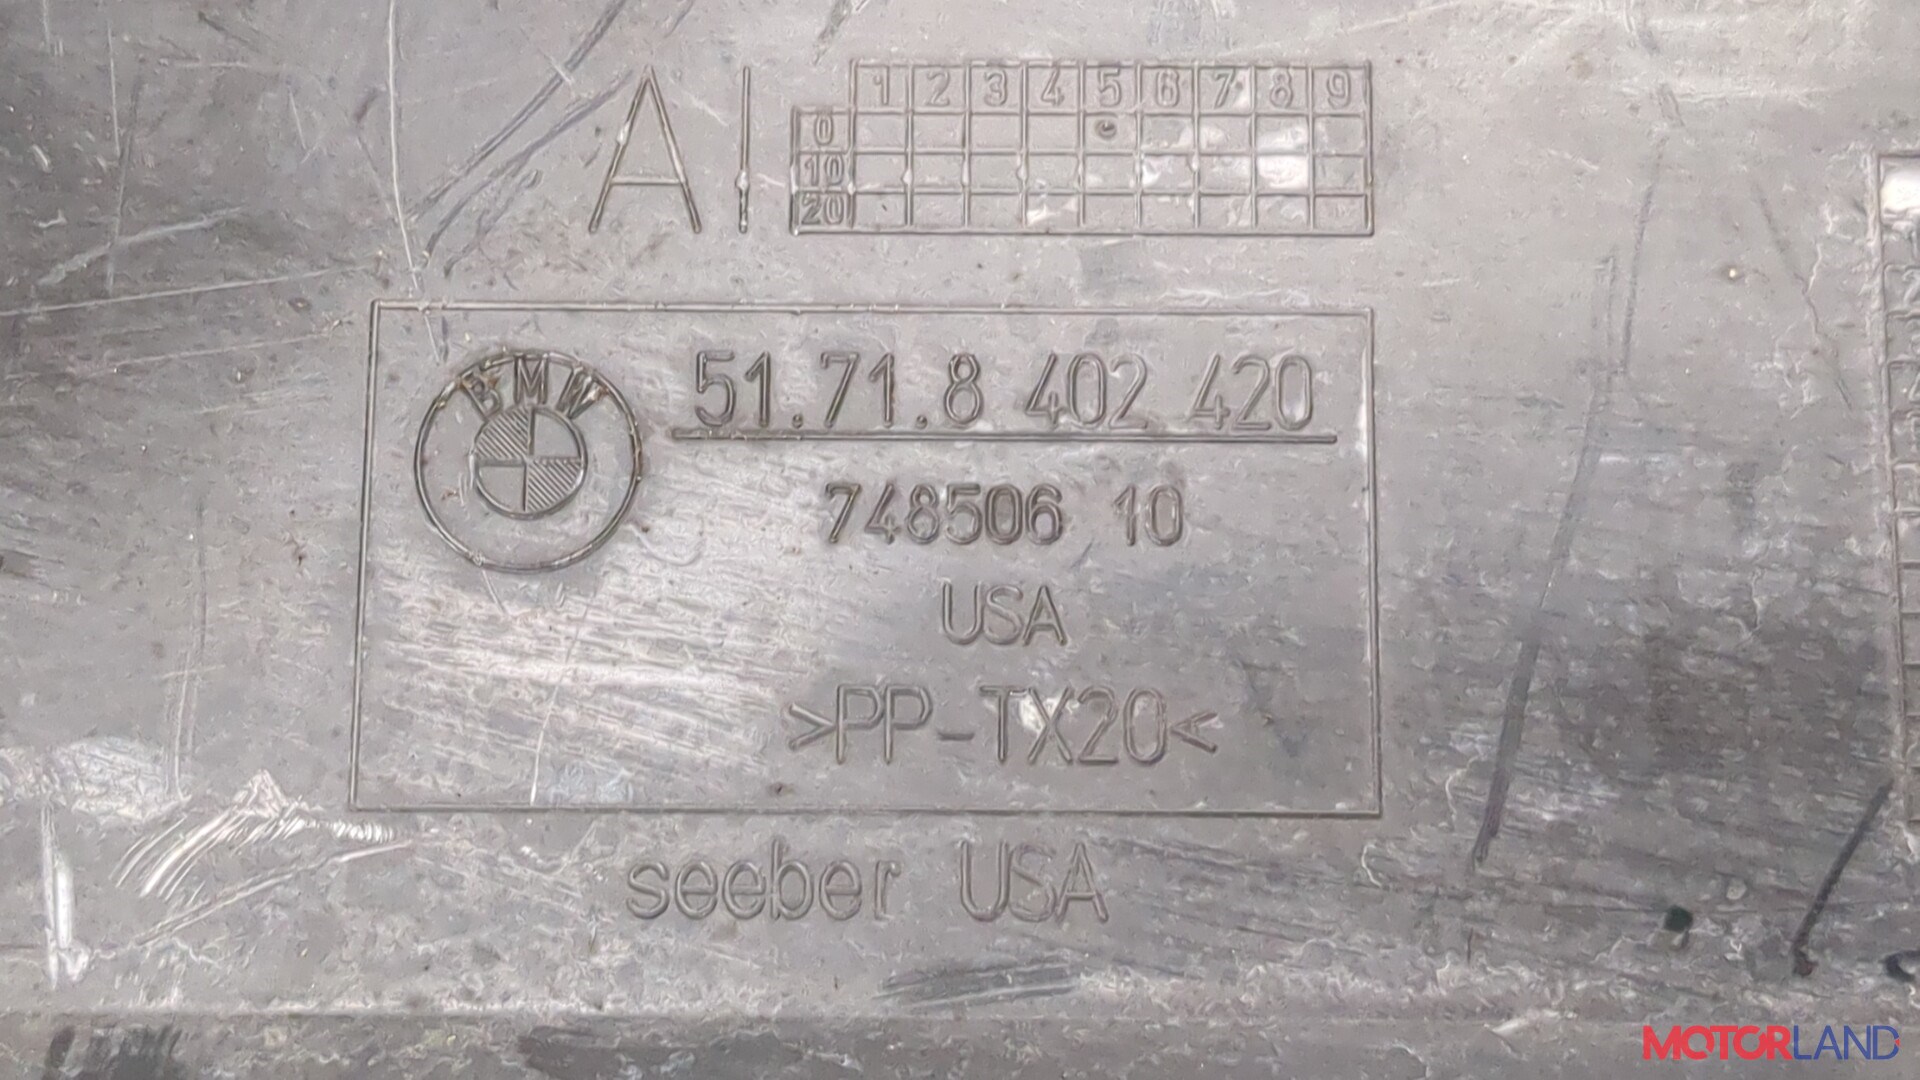 AI
1 2 3 4 5 6 7 8 9
0
10
20
BMW
51.71.8 402 420
748506 10
USA
>PP-TX20<
seeber USA
MOTORLAND